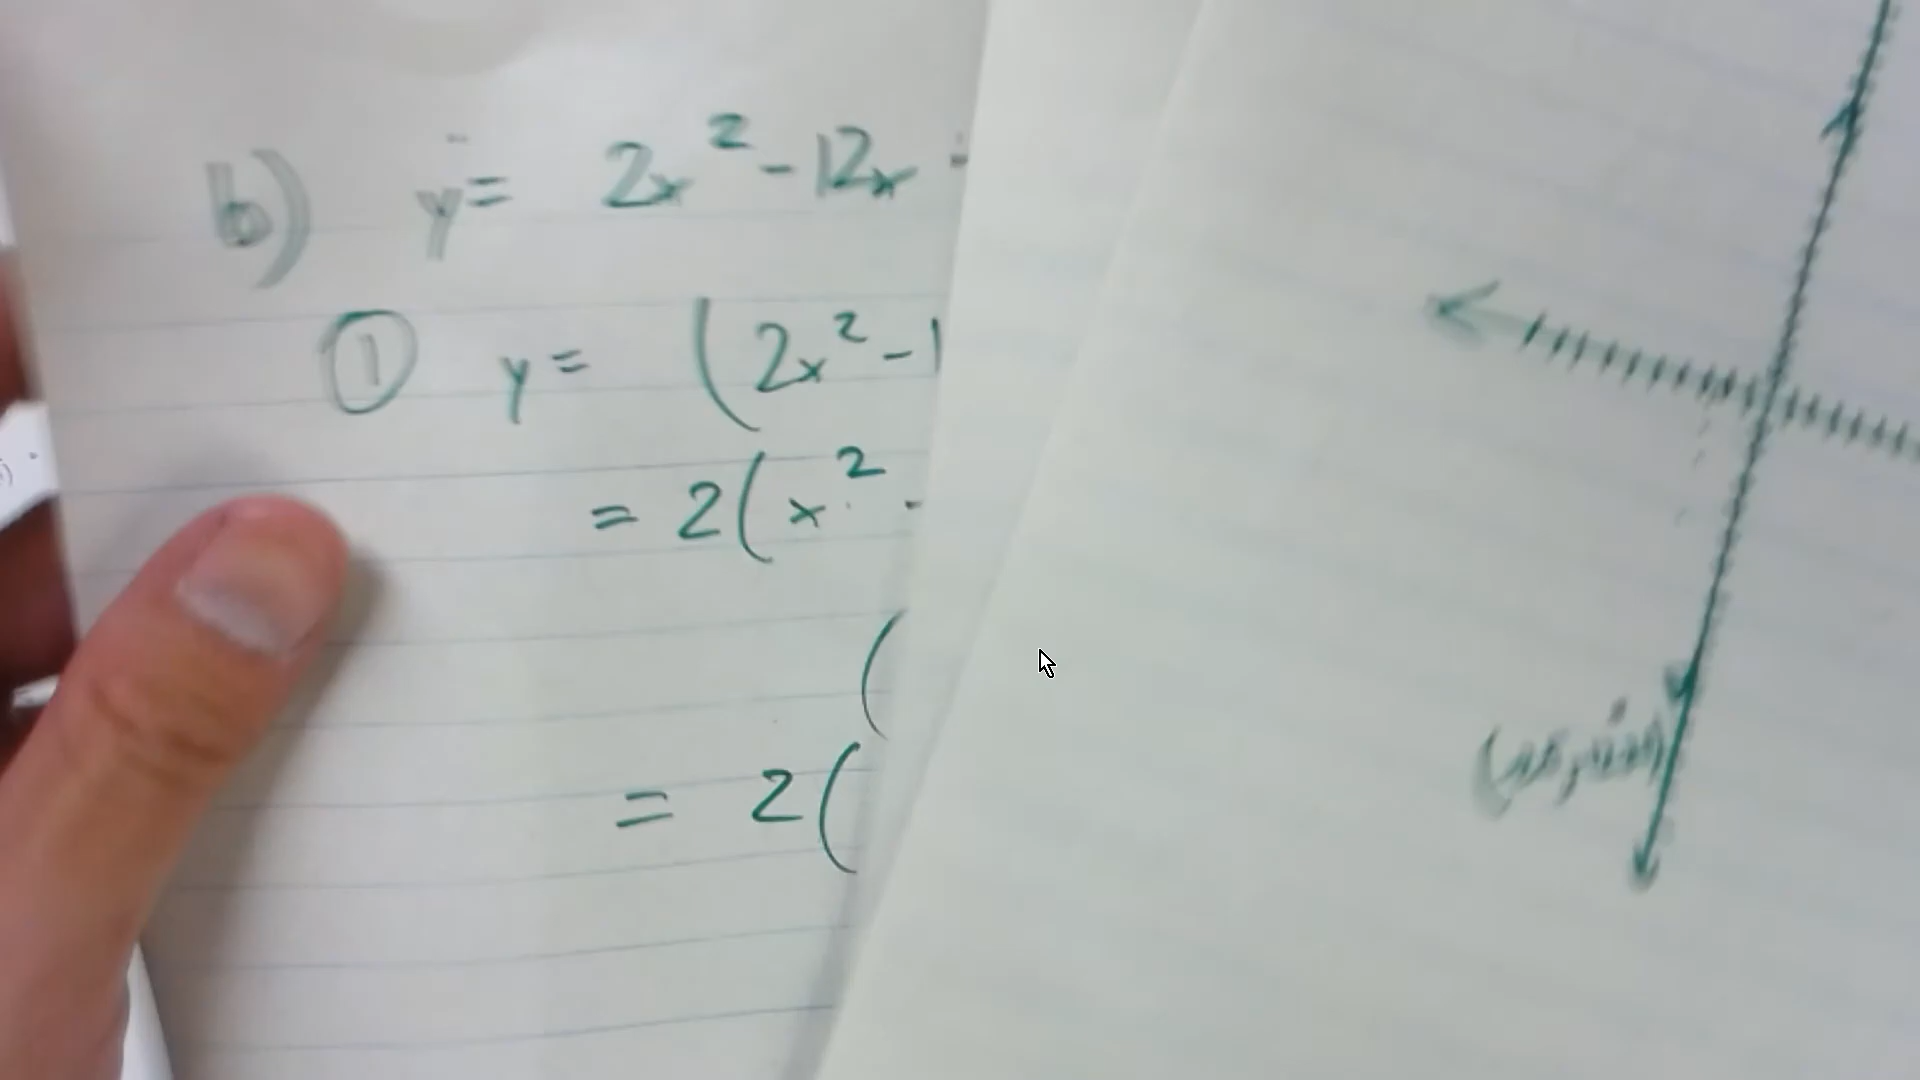 b) y = 2x² - 12x -
① y = (2x² - 1
= 2(x² -
(
= 2(